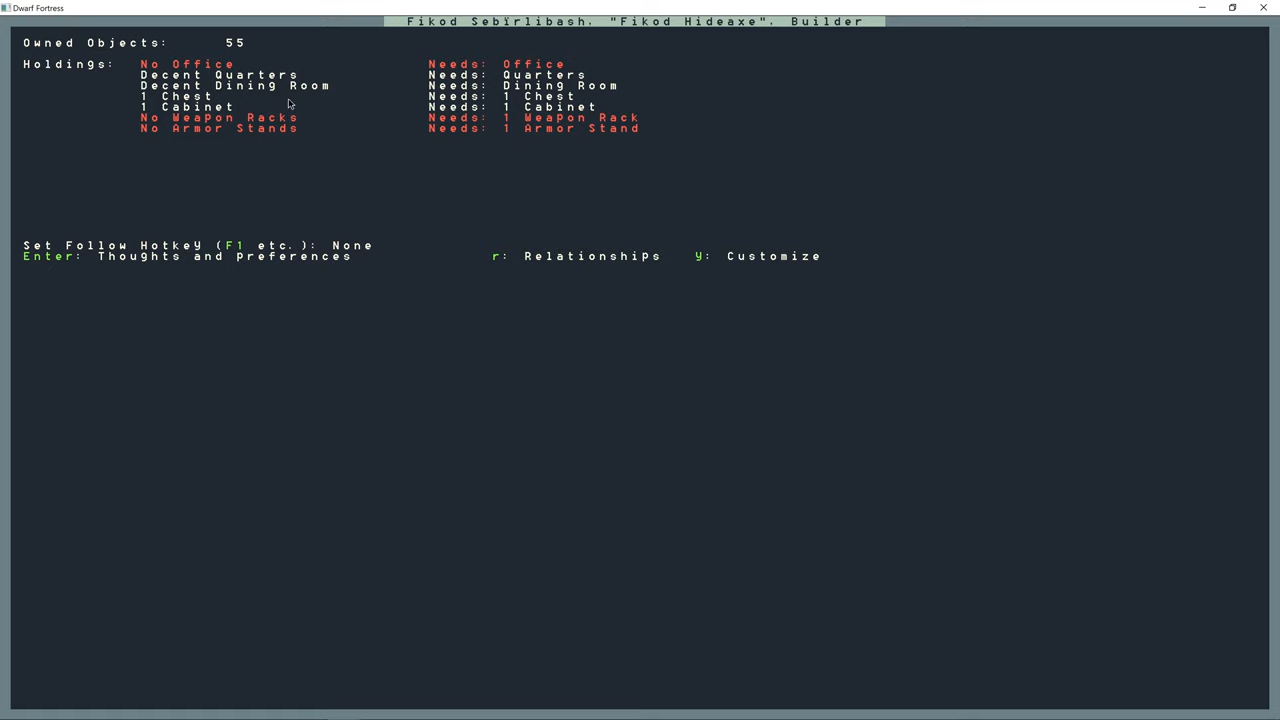 Dwarf Fortress
Fikod Sebïrlibash, "Fikod Hideaxe", Builder
Owned Objects: 55
Holdings: No Office Needs: Office
Decent Quarters Needs: Quarters
Decent Dining Room Needs: Dining Room
1 Chest Needs: 1 Chest
1 Cabinet Needs: 1 Cabinet
No Weapon Racks Needs: 1 Weapon Rack
No Armor Stands Needs: 1 Armor Stand
Set Follow Hotkey (F1 etc.): None
Enter: Thoughts and preferences r: Relationships y: Customize